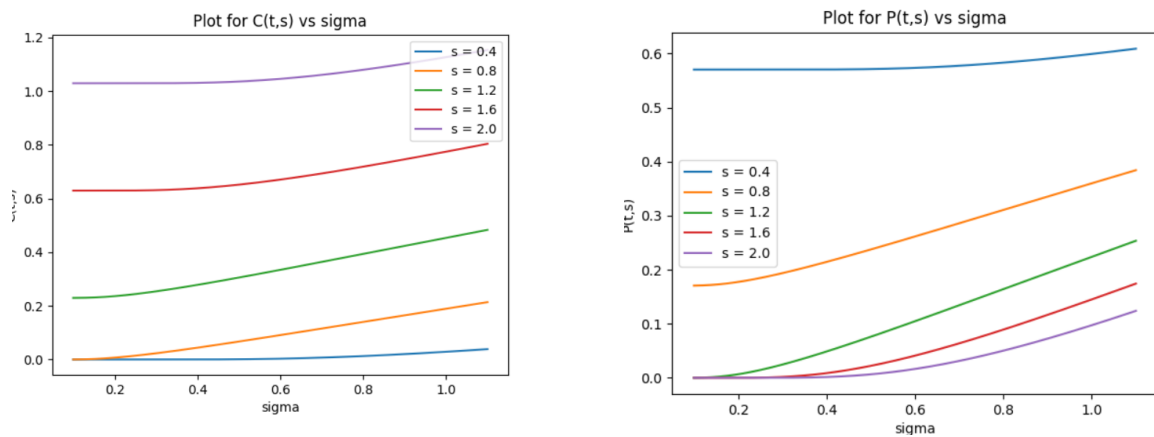 Plot for C(t,s) vs sigma
1.2
1.0
0.8
0.6
0.4
0.2
0.0
C(t,s)
s = 0.4
s = 0.8
s = 1.2
s = 1.6
s = 2.0
0.2 0.4 0.6 0.8 1.0
sigma
Plot for P(t,s) vs sigma
0.6
0.5
0.4
0.3
0.2
0.1
0.0
P(t,s)
s = 0.4
s = 0.8
s = 1.2
s = 1.6
s = 2.0
0.2 0.4 0.6 0.8 1.0
sigma